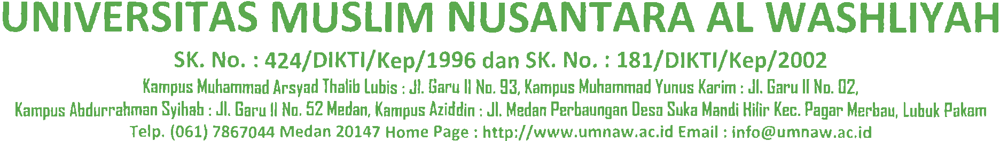 UNIVERSITAS MUSLIM NUSANTARA AL WASHLIYAH
SK. No. : 424/DIKTI/Kep/1996 dan SK. No. : 181/DIKTI/Kep/2002
Kampus Muhammad Arsyad Thalib Lubis : Jl. Garu II No. 93, Kampus Muhammad Yunus Karim : Jl. Garu II No. 02,
Kampus Abdurrahman Syihab : Jl. Garu II No. 52 Medan, Kampus Aziddin : Jl. Medan Perbaungan Desa Suka Mandi Hilir Kec. Pagar Merbau, Lubuk Pakam
Telp. (061) 7867044 Medan 20147 Home Page : http://www.umnaw.ac.id Email : info@umnaw.ac.id